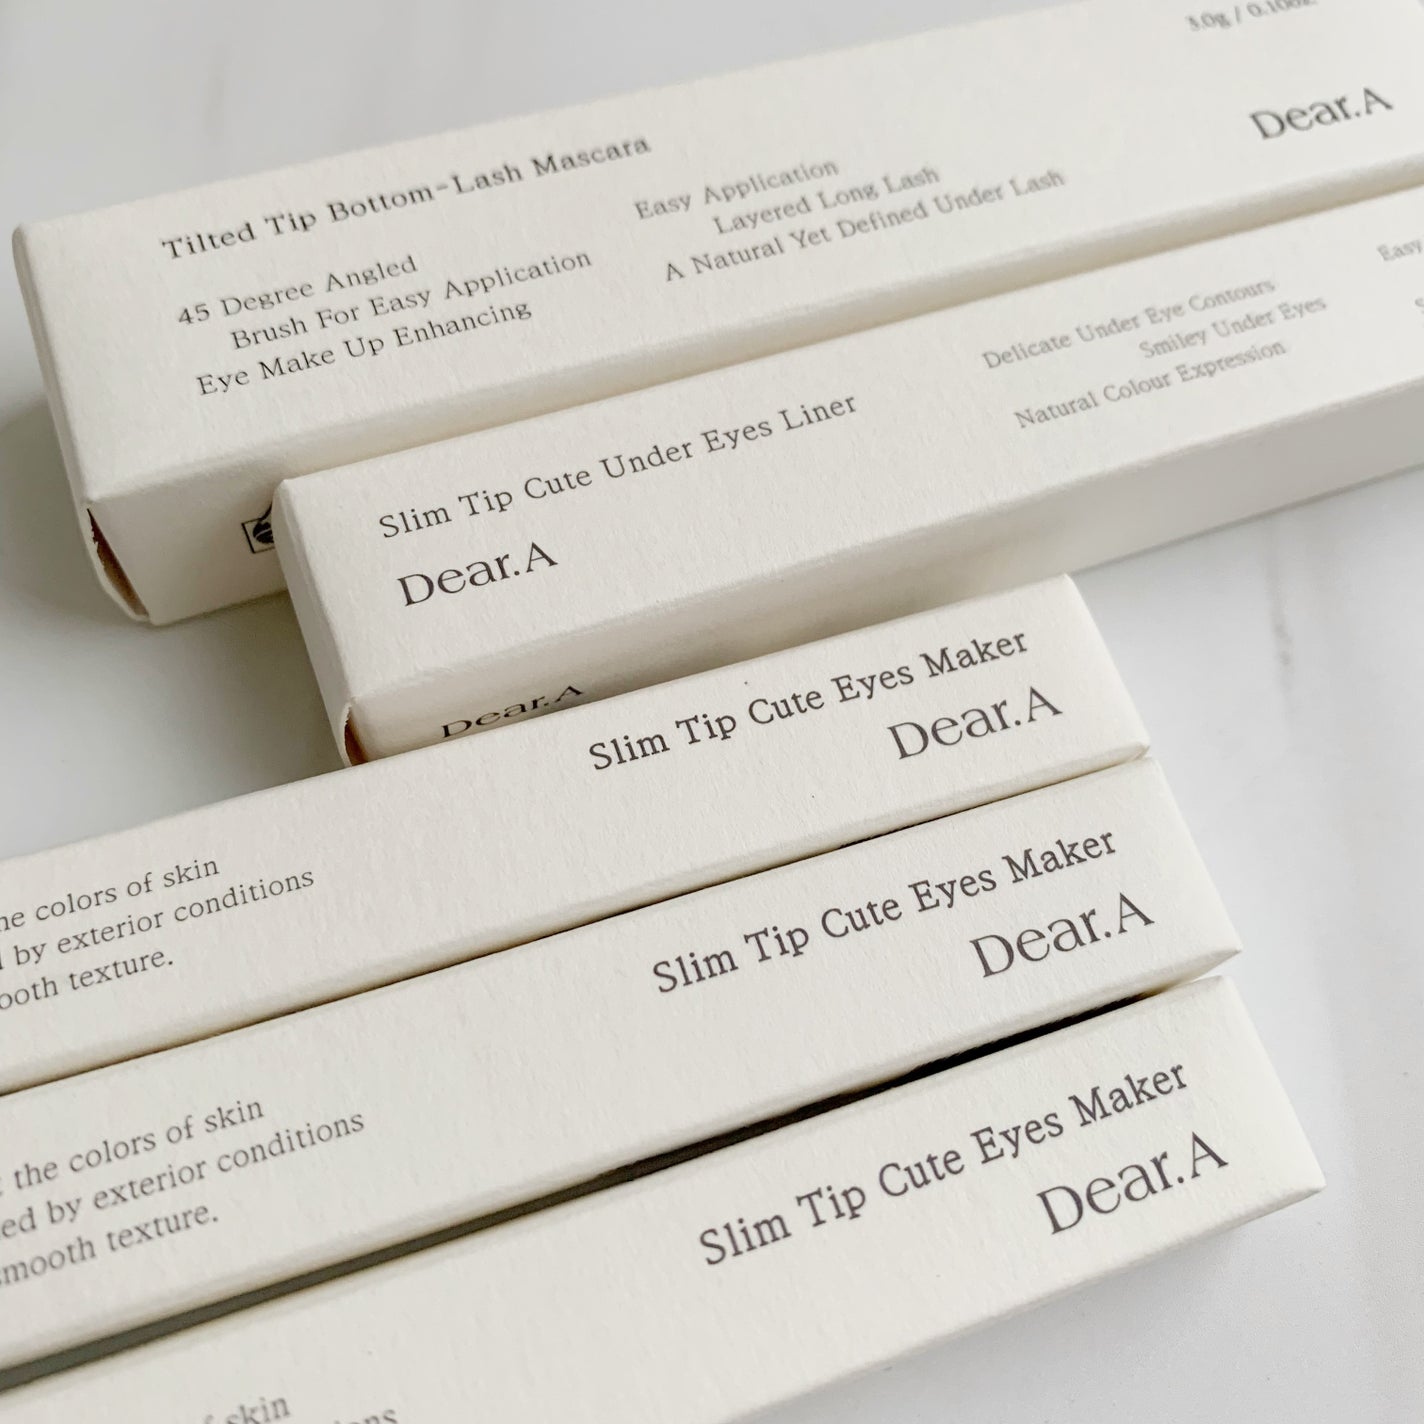 3.0g / 0.10oz.
Dear.A
Tilted Tip Bottom-Lash Mascara
45 Degree Angled
Brush For Easy Application
Eye Make Up Enhancing
Easy Application
Layered Long Lash
A Natural Yet Defined Under Lash
Slim Tip Cute Under Eyes Liner
Dear.A
Delicate Under Eye Contours
Smiley Under Eyes
Natural Colour Expression
Easy
Dear.A
Slim Tip Cute Eyes Maker
Dear.A
colors of skin
by exterior conditions
texture.
Slim Tip Cute Eyes Maker
Dear.A
the colors of skin
by exterior conditions
smooth texture.
Slim Tip Cute Eyes Maker
Dear.A
skin